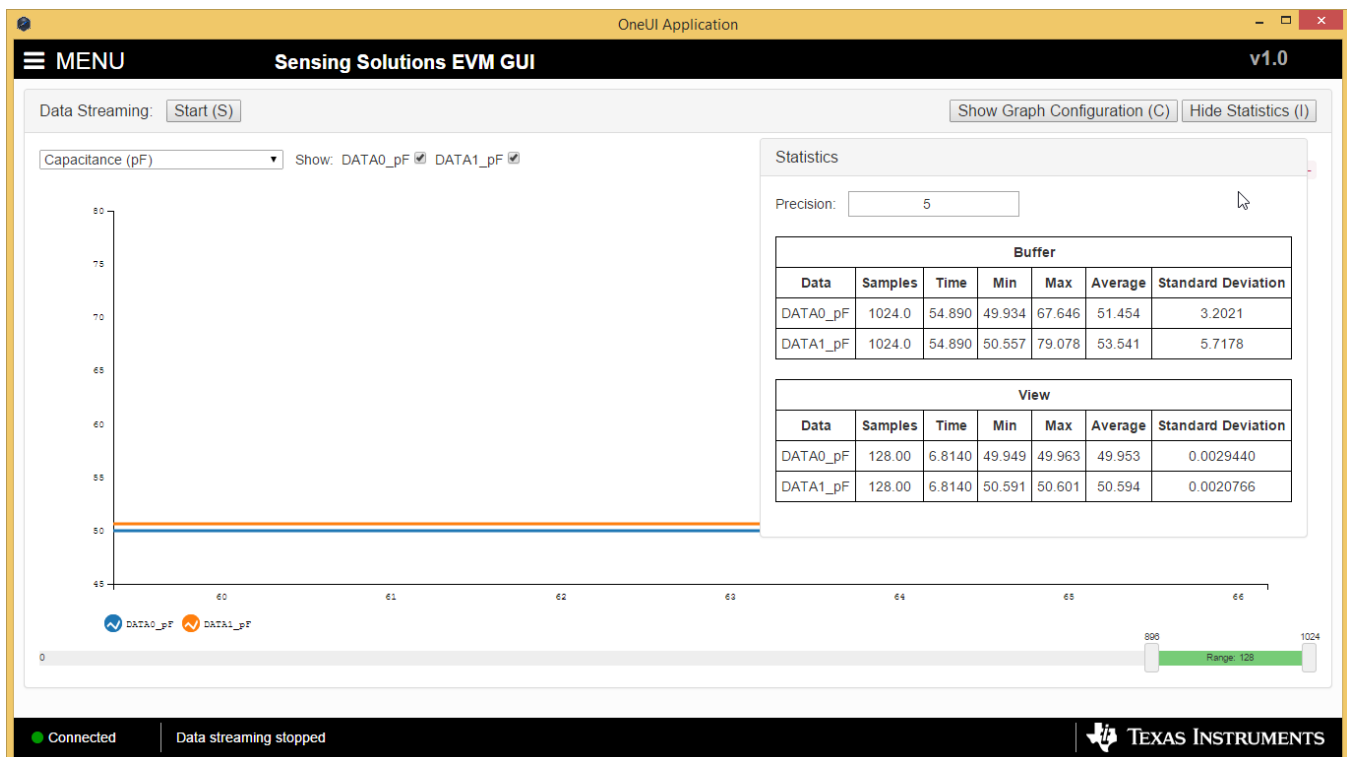 OneUI Application
MENU Sensing Solutions EVM GUI v1.0
Data Streaming: Start (S) Show Graph Configuration (C) Hide Statistics (I)
Capacitance (pF) Show: DATA0_pF DATA1_pF
Statistics
Precision: 5
Buffer
Data Samples Time Min Max Average Standard Deviation
DATA0_pF 1024.0 54.890 49.934 67.646 51.454 3.2021
DATA1_pF 1024.0 54.890 50.557 79.078 53.541 5.7178
View
Data Samples Time Min Max Average Standard Deviation
DATA0_pF 128.00 6.8140 49.949 49.963 49.953 0.0029440
DATA1_pF 128.00 6.8140 50.591 50.601 50.594 0.0020766
80
75
70
65
60
55
50
45
60 61 62 63 64 65 66
DATA0_pF DATA1_pF
896 1024
0 Range: 128
Connected Data streaming stopped TEXAS INSTRUMENTS